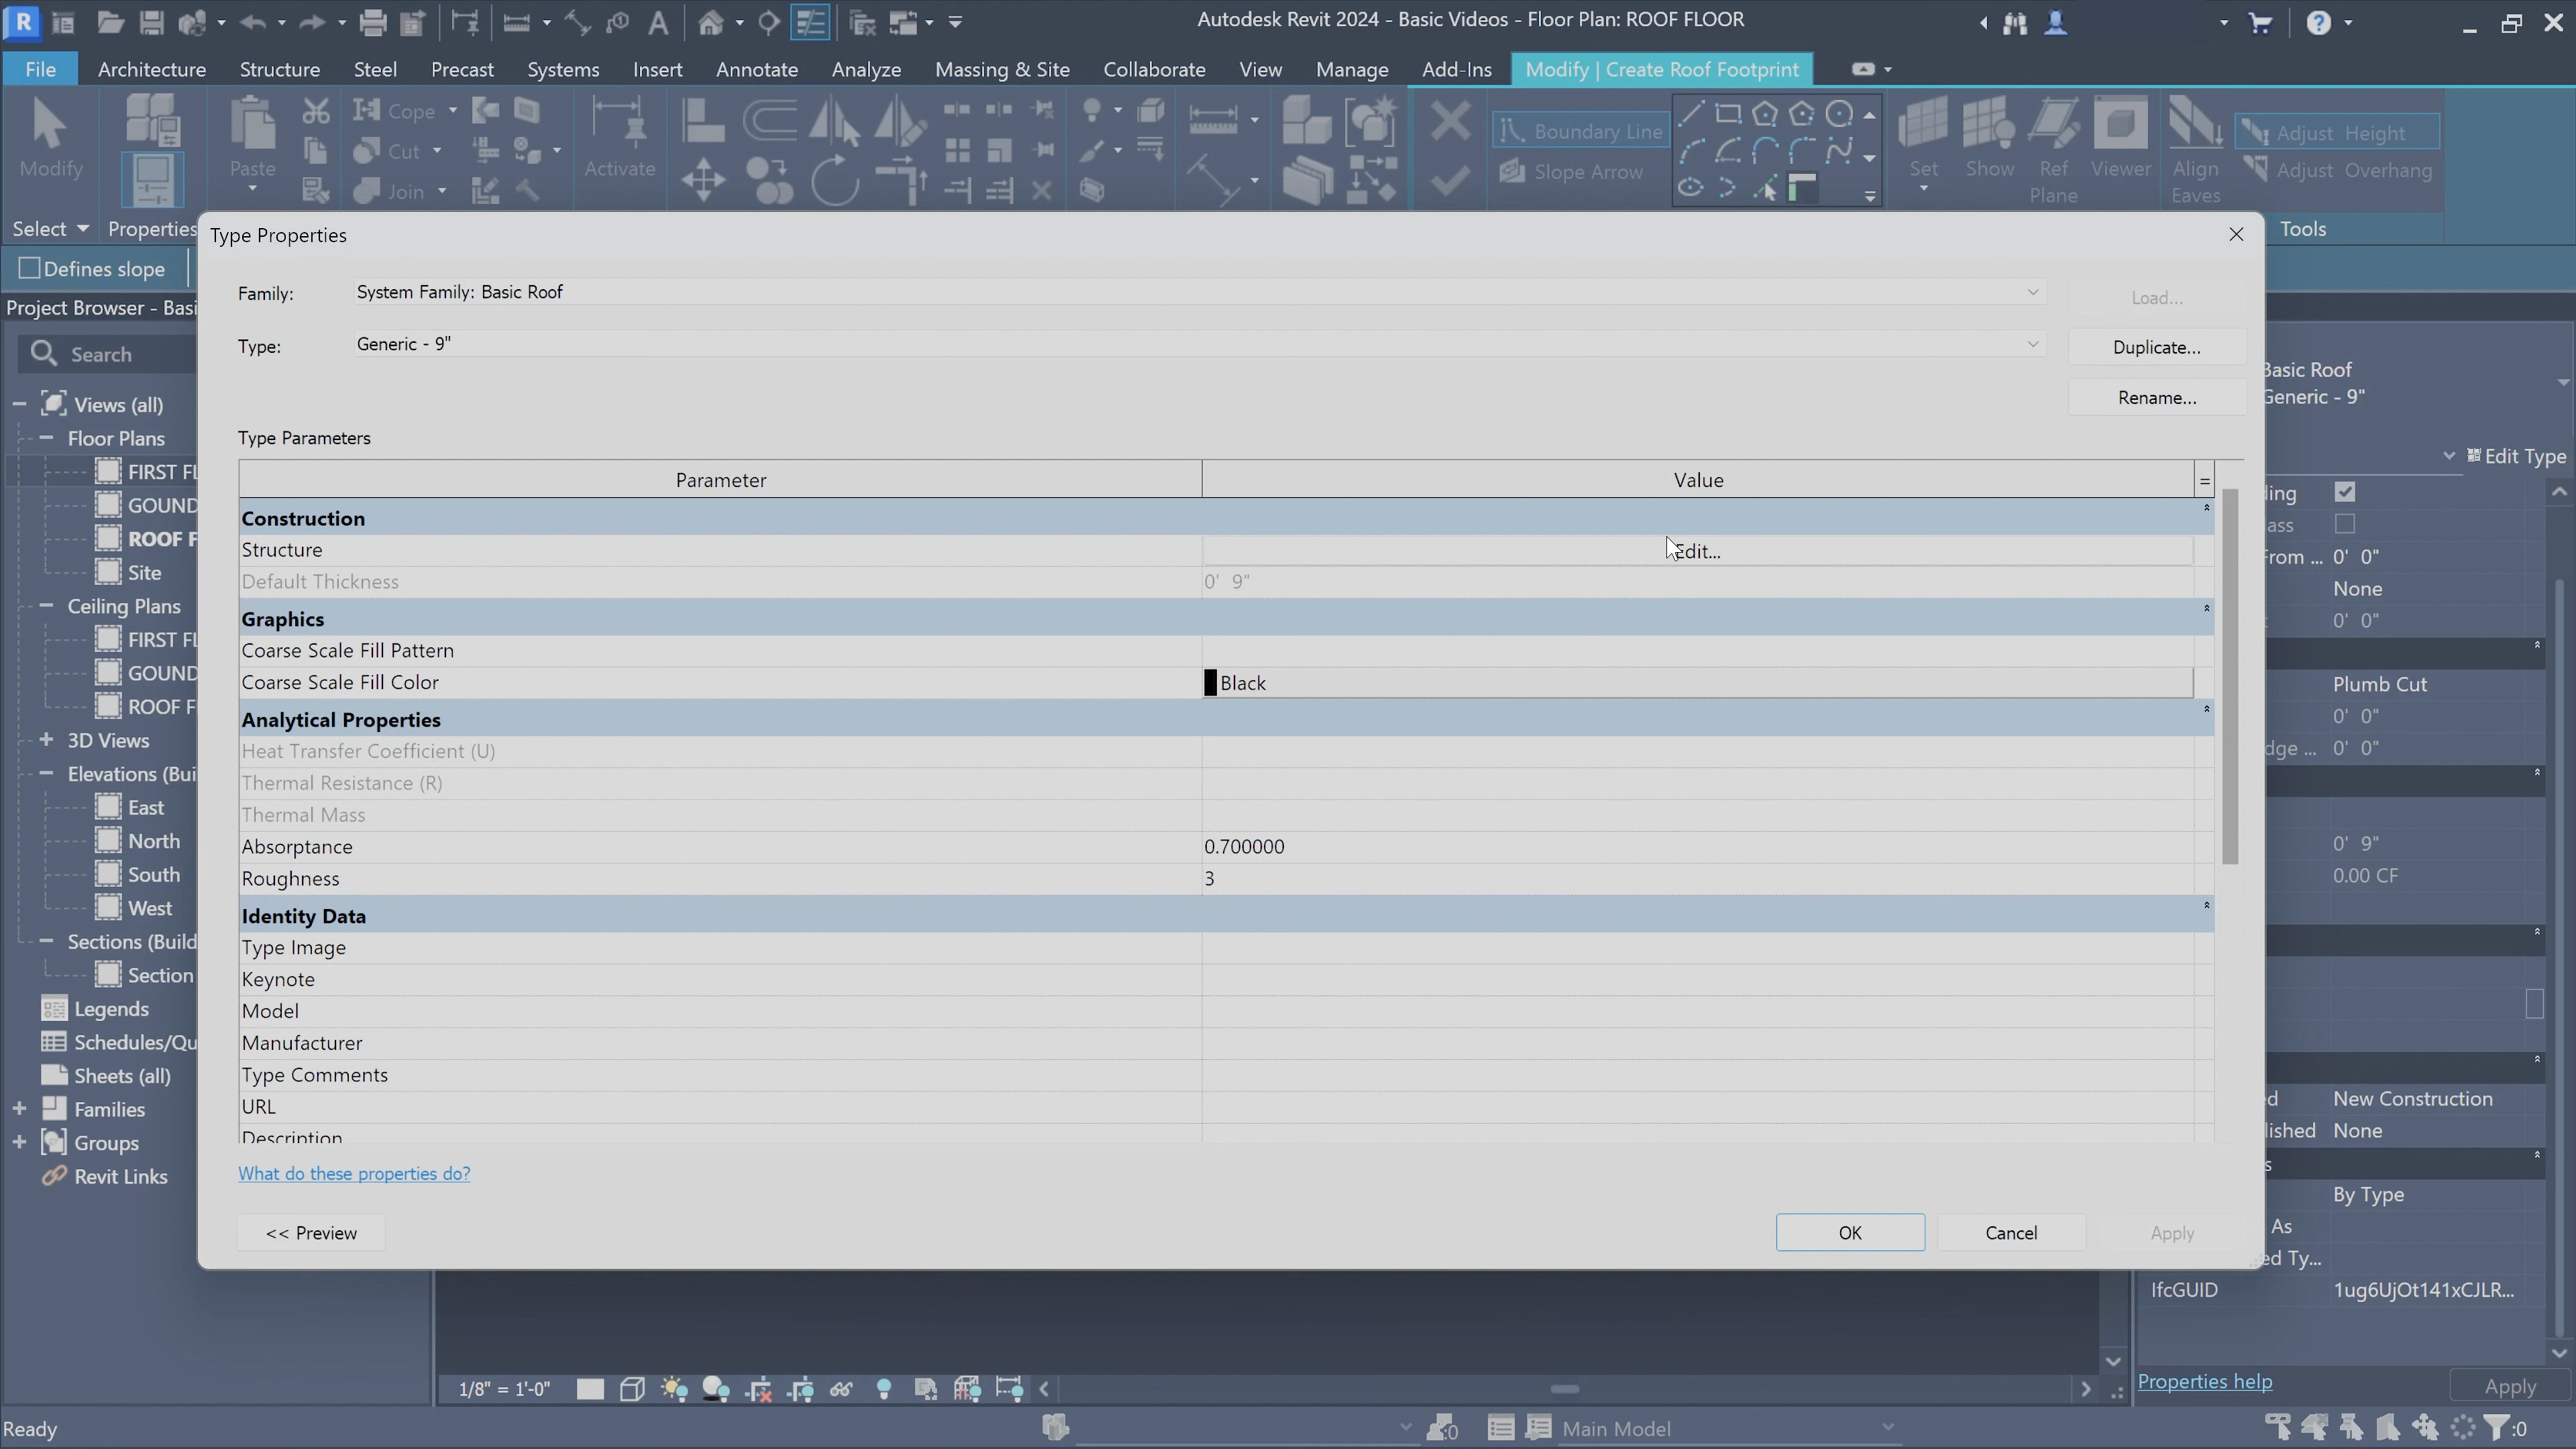 Autodesk Revit 2024 - Basic Videos - Floor Plan: ROOF FLOOR
File Architecture Structure Steel Precast Systems Insert Annotate Analyze Massing & Site Collaborate View Manage Add-Ins Modify | Create Roof Footprint
Cope
Boundary Line
Adjust Height
Modify
Paste
Cut
Activate
Slope Arrow
Set
Show
Ref
Plane
Viewer
Align
Eaves
Adjust Overhang
Join
Select
Properties
Tools
Defines slope
Type Properties
Project Browser - Basi
Family:
System Family: Basic Roof
Load...
Search
Type:
Generic - 9"
Duplicate...
Rename...
Type Parameters
Parameter
Value
=
Construction
Structure
Edit...
Default Thickness
0' 9"
Graphics
Coarse Scale Fill Pattern
Coarse Scale Fill Color
Black
Analytical Properties
Heat Transfer Coefficient (U)
Thermal Resistance (R)
Thermal Mass
Absorptance
0.700000
Roughness
3
Identity Data
Type Image
Keynote
Model
Manufacturer
Type Comments
URL
Description
What do these properties do?
<< Preview
OK
Cancel
Apply
Views (all)
Floor Plans
FIRST FL
GOUND
ROOF F
Site
Ceiling Plans
FIRST FL
GOUND
ROOF F
3D Views
Elevations (Bui
East
North
South
West
Sections (Build
Section
Legends
Schedules/Qu
Sheets (all)
Families
Groups
Revit Links
Basic Roof
Generic - 9"
Edit Type
ing
ass
From ... 0' 0"
None
0' 0"
Plumb Cut
0' 0"
dge ... 0' 0"
0' 9"
0.00 CF
d New Construction
lished None
s
By Type
As
ed Ty...
IfcGUID 1ug6UjOt141xCJLR...
1/8" = 1'-0"
Properties help
Apply
Ready
:0
Main Model
:0